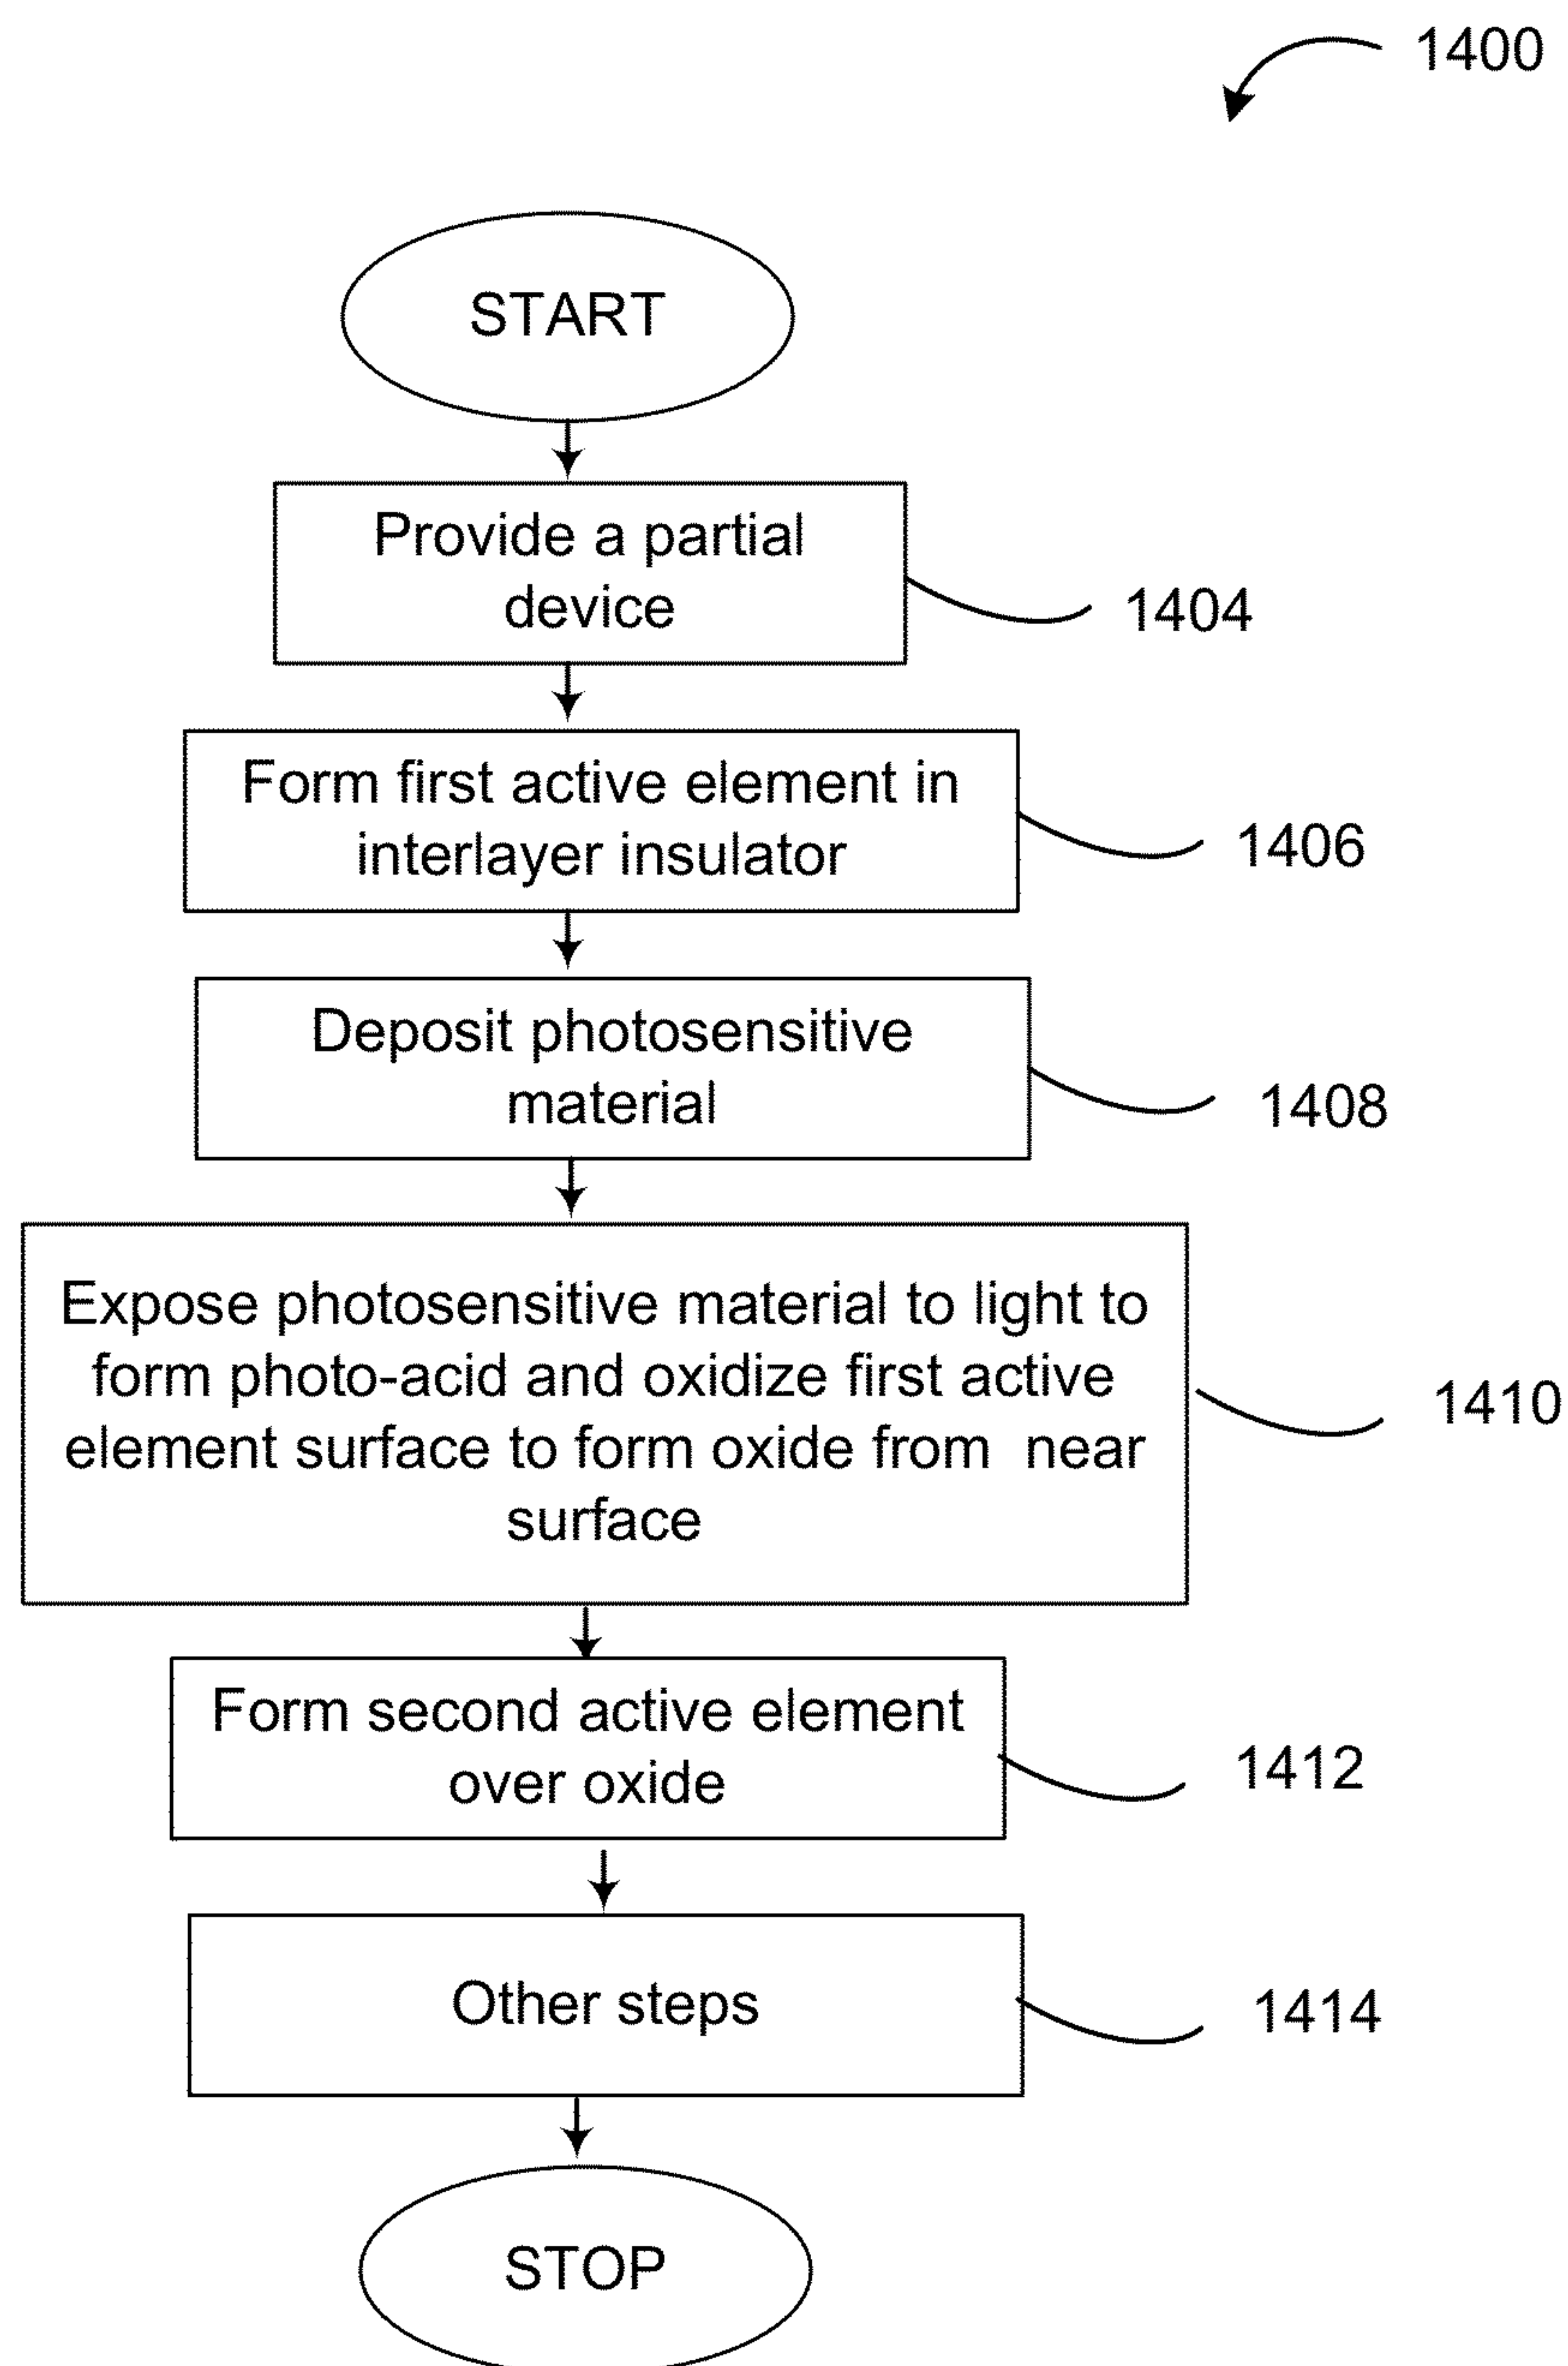 1400
START
Provide a partial
device
1404
Form first active element in
interlayer insulator
1406
Deposit photosensitive
material
1408
Expose photosensitive material to light to
form photo-acid and oxidize first active
element surface to form oxide from near
surface
1410
Form second active element
over oxide
1412
Other steps
1414
STOP